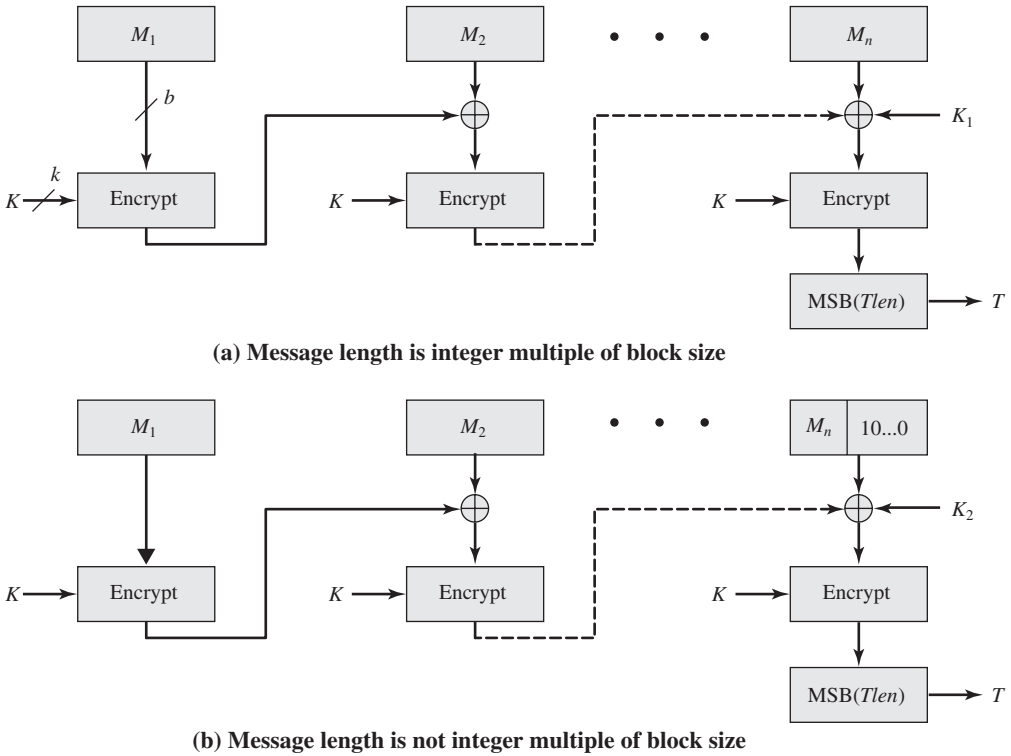 M₁ M₂ Mₙ
b
K₁
k
K Encrypt K Encrypt K Encrypt
MSB(Tlen) T
(a) Message length is integer multiple of block size
M₁ M₂ Mₙ 10...0
K₂
K Encrypt K Encrypt K Encrypt
MSB(Tlen) T
(b) Message length is not integer multiple of block size